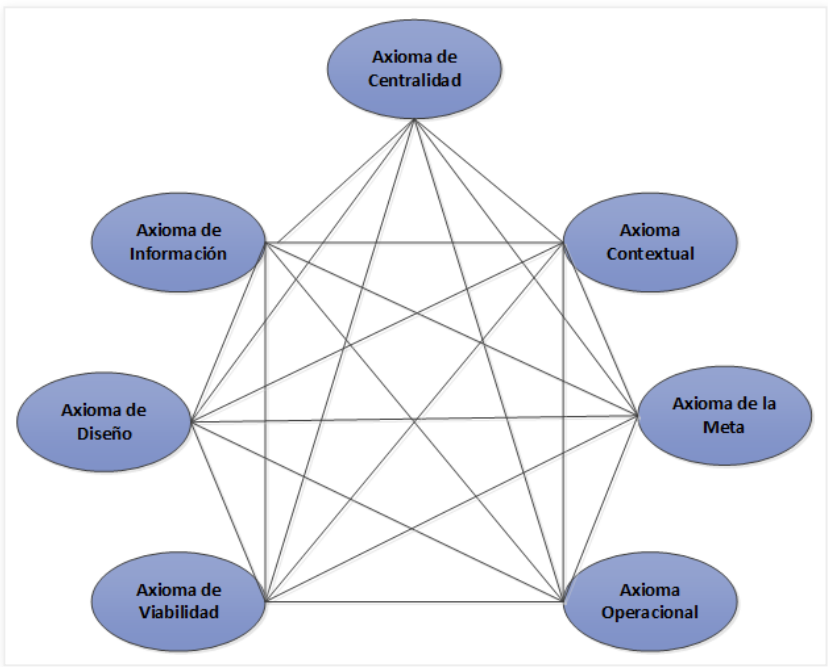 Axioma de
Centralidad
Axioma de
Información
Axioma
Contextual
Axioma de
Diseño
Axioma de la
Meta
Axioma de
Viabilidad
Axioma
Operacional